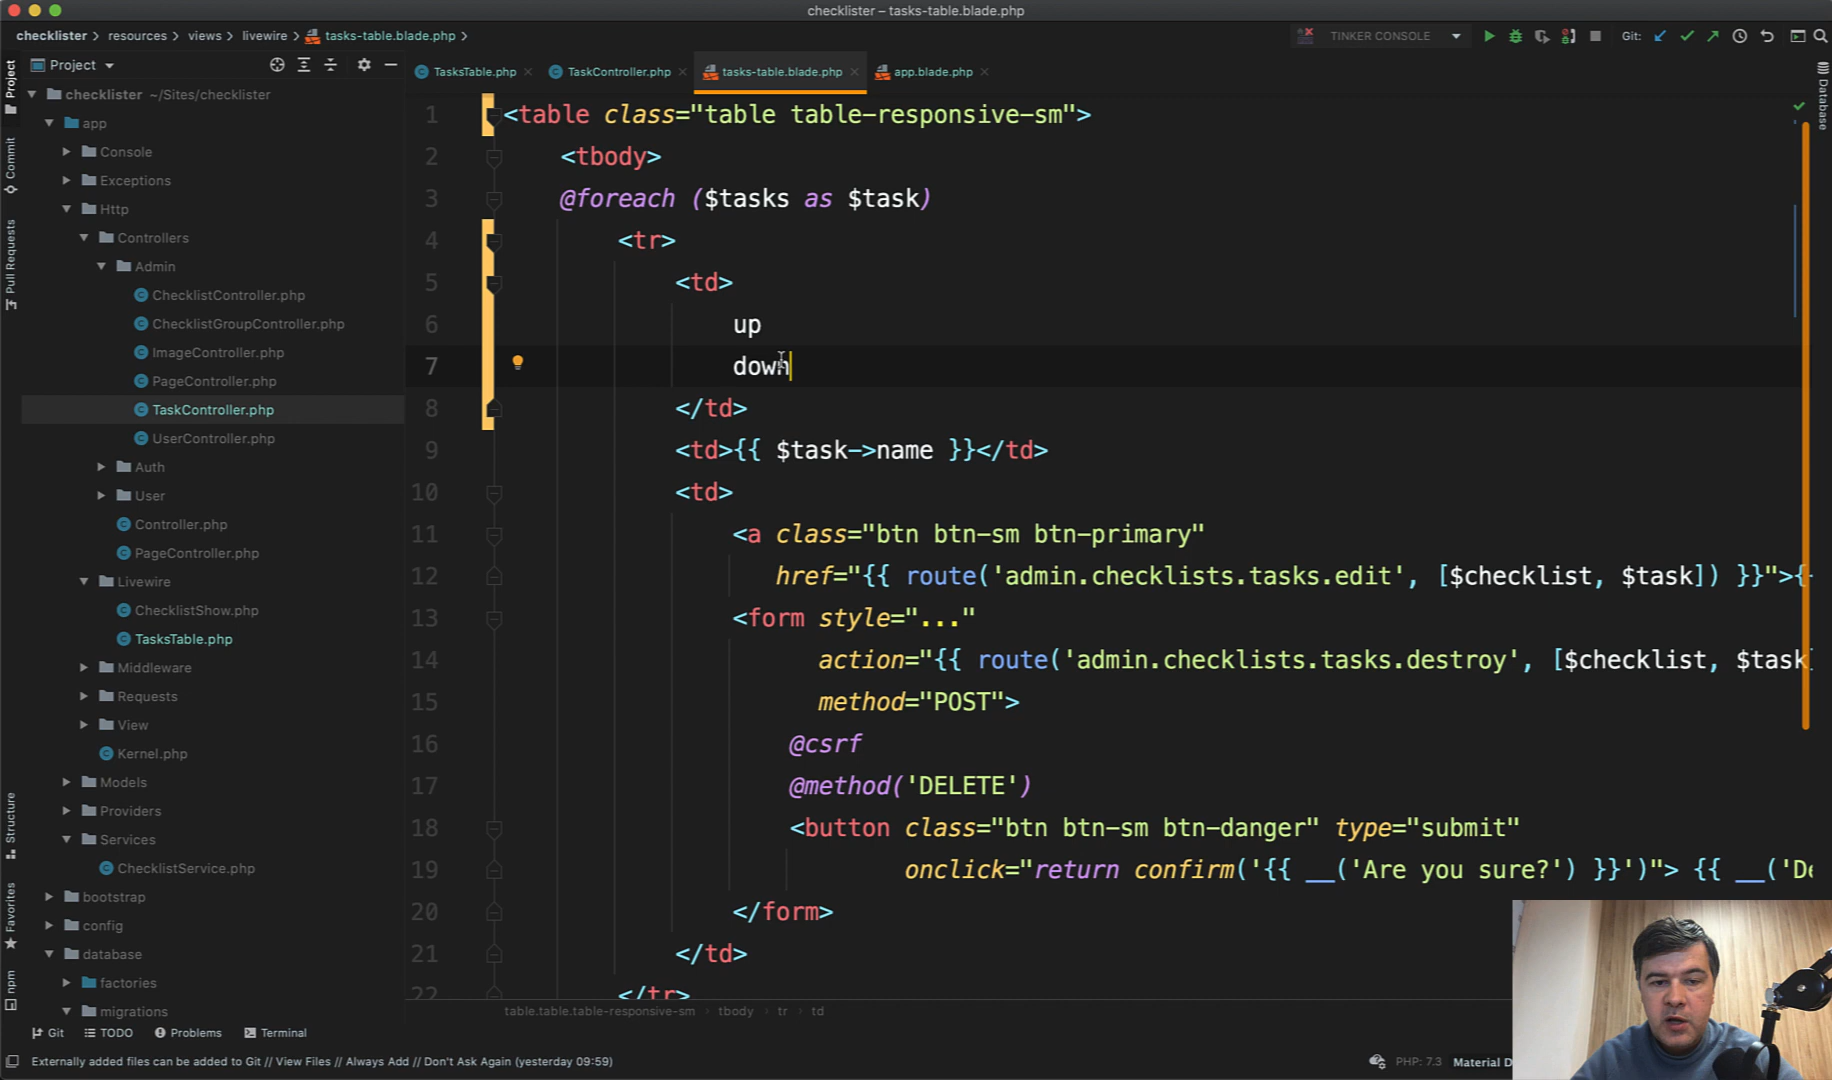 checklister – tasks-table.blade.php
checklister > resources > views > livewire > tasks-table.blade.php >
TINKER CONSOLE
Git:
Project
TasksTable.php
TaskController.php
tasks-table.blade.php
app.blade.php
Project
Commit
Pull Requests
Structure
Favorites
npm
Database
checklister ~/Sites/checklister
app
Console
Exceptions
Http
Controllers
Admin
ChecklistController.php
ChecklistGroupController.php
ImageController.php
PageController.php
TaskController.php
UserController.php
Auth
User
Controller.php
PageController.php
Livewire
ChecklistShow.php
TasksTable.php
Middleware
Requests
View
Kernel.php
Models
Providers
Services
ChecklistService.php
bootstrap
config
database
factories
migrations
1 <table class="table table-responsive-sm">
2 <tbody>
3 @foreach ($tasks as $task)
4 <tr>
5 <td>
6 up
7 down
8 </td>
9 <td>{{ $task->name }}</td>
10 <td>
11 <a class="btn btn-sm btn-primary"
12 href="{{ route('admin.checklists.tasks.edit', [$checklist, $task]) }}">{
13 <form style="..."
14 action="{{ route('admin.checklists.tasks.destroy', [$checklist, $task]
15 method="POST">
16 @csrf
17 @method('DELETE')
18 <button class="btn btn-sm btn-danger" type="submit"
19 onclick="return confirm('{{ __('Are you sure?') }}')"> {{ __('De
20 </form>
21 </td>
22 </tr>
table.table.table-responsive-sm > tbody > tr > td
Git
TODO
Problems
Terminal
Externally added files can be added to Git // View Files // Always Add // Don't Ask Again (yesterday 09:59)
PHP: 7.3
Material D